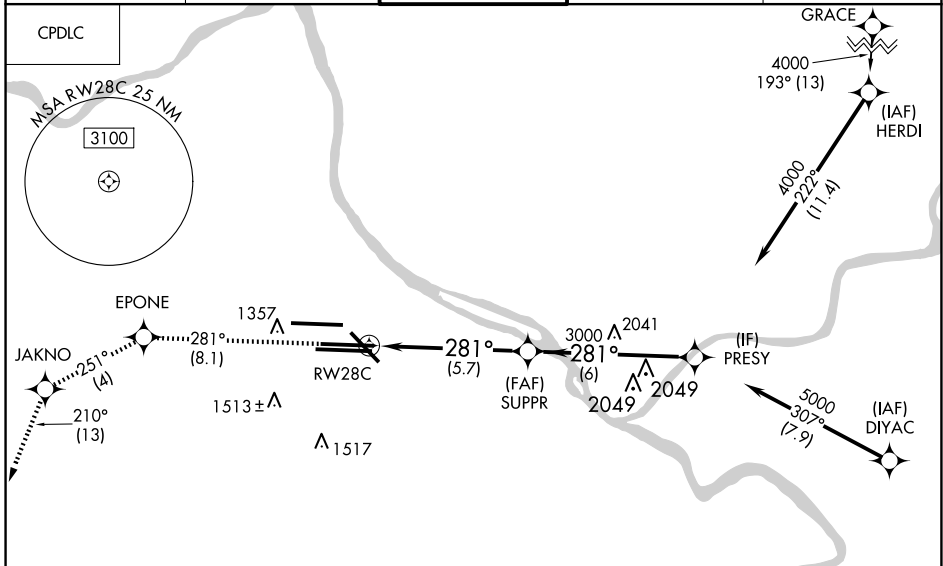 CPDLC
MSA RW28C 25 NM
3100
GRACE
4000
193° (13)
(IAF)
HERDI
4000
222°
(11.4)
EPONE
1357
281°
(8.1)
JAKNO
251°
(4)
210°
(13)
RW28C
281°
(5.7)
1513 ±
1517
(FAF)
SUPPR
3000
281°
(6)
2041
2049
2049
(IF)
PRESY
5000
307°
(7.9)
(IAF)
DIYAC